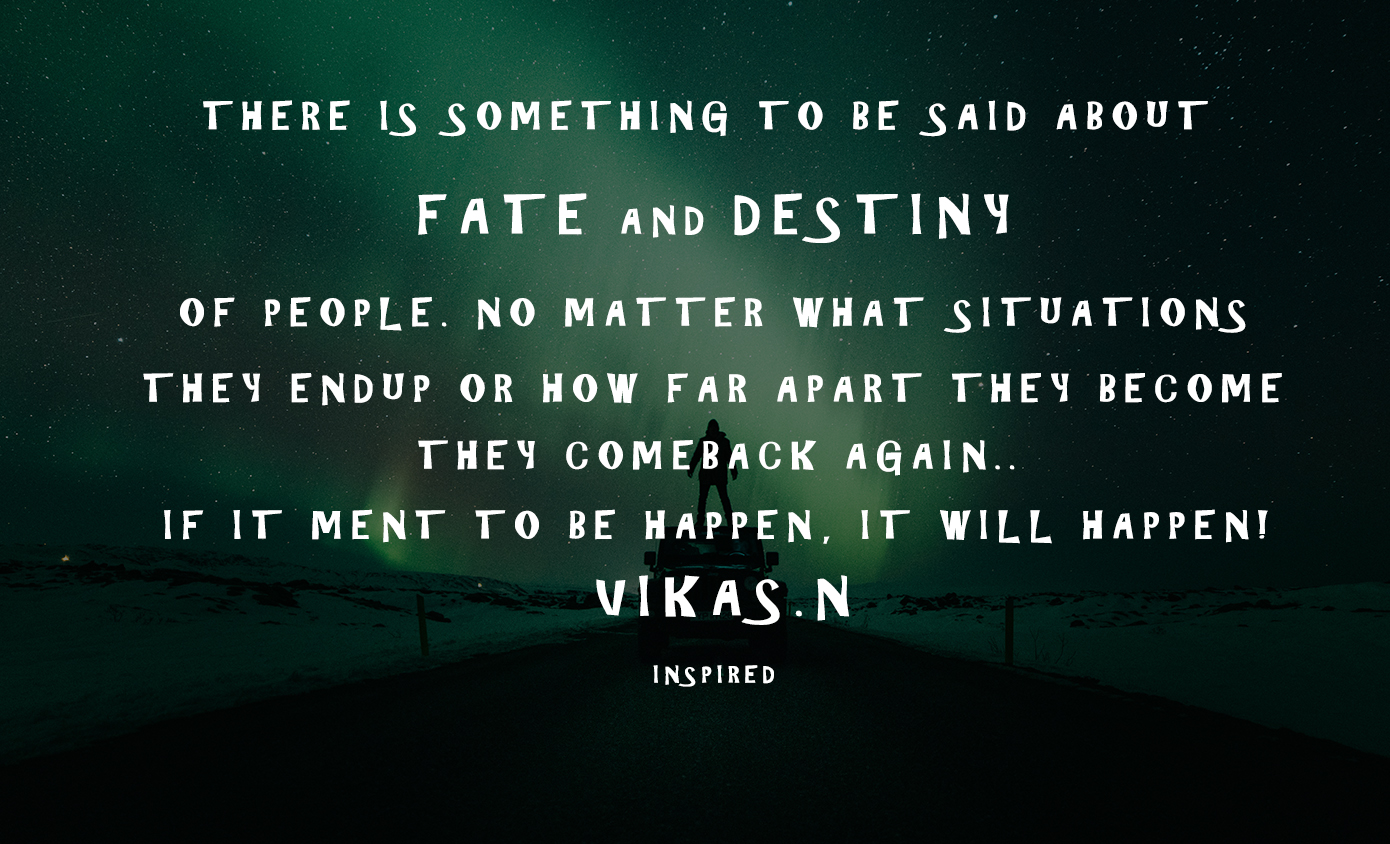 THERE IS SOMETHING TO BE SAID ABOUT
FATE AND DESTINY
OF PEOPLE. NO MATTER WHAT SITUATIONS
THEY ENDUP OR HOW FAR APART THEY BECOME
THEY COMEBACK AGAIN..
IF IT MENT TO BE HAPPEN, IT WILL HAPPEN!
VIKAS.N
INSPIRED